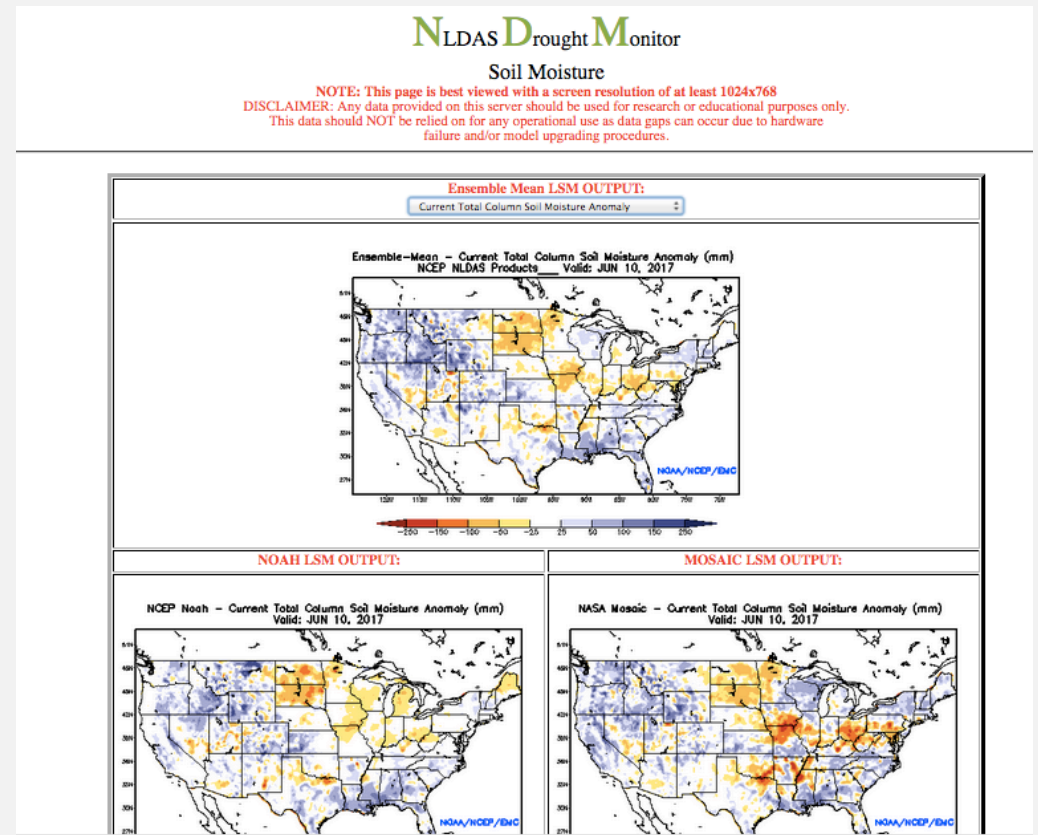 NLDAS Drought Monitor
Soil Moisture
NOTE: This page is best viewed with a screen resolution of at least 1024x768
DISCLAIMER: Any data provided on this server should be used for research or educational purposes only.
This data should NOT be relied on for any operational use as data gaps can occur due to hardware
failure and/or model upgrading procedures.
Ensemble Mean LSM OUTPUT:
Current Total Column Soil Moisture Anomaly
Ensemble-Mean - Current Total Column Soil Moisture Anomaly (mm)
NCEP NLDAS Products___ Valid: JUN 10, 2017
NOAA/NCEP/EMC
-250 -150 -100 -50 -25 25 50 100 150 250
NOAH LSM OUTPUT:
MOSAIC LSM OUTPUT:
NCEP Noah - Current Total Column Soil Moisture Anomaly (mm)
Valid: JUN 10, 2017
NOAA/NCEP/EMC
NASA Mosaic - Current Total Column Soil Moisture Anomaly (mm)
Valid: JUN 10, 2017
NOAA/NCEP/EMC